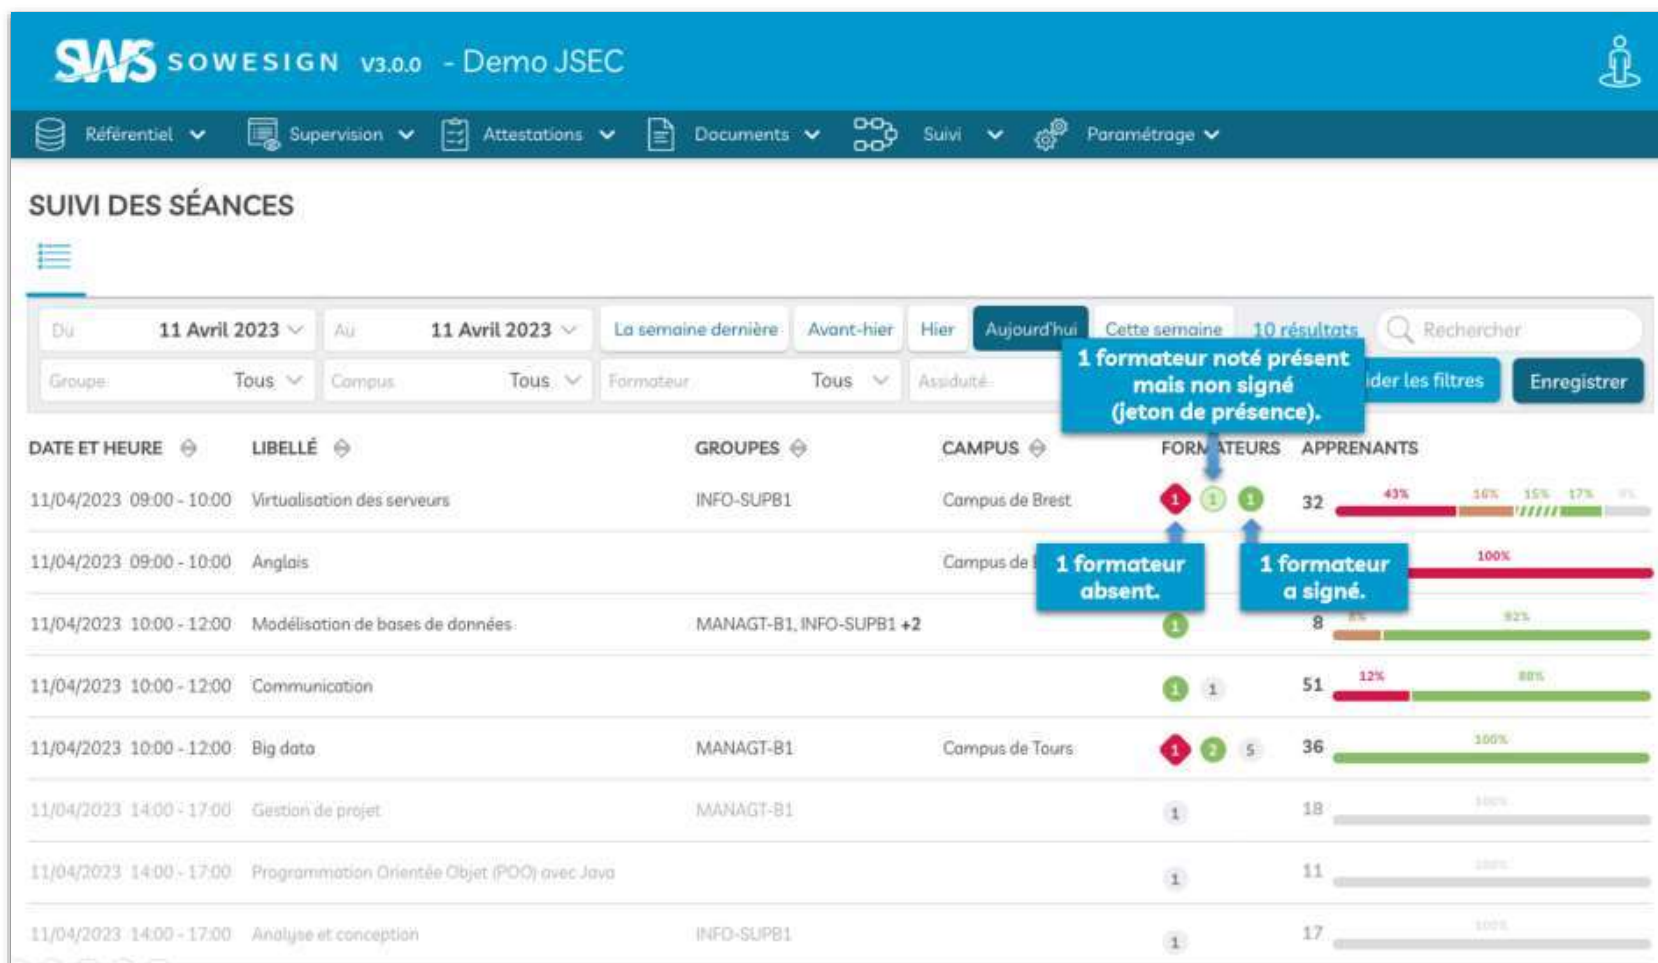 SWS SOWESIGN V3.0.0 - Demo JSEC
Référentiel Supervision Attestations Documents Suivi Paramétrage
SUIVI DES SÉANCES
Du 11 Avril 2023 Au 11 Avril 2023 La semaine dernière Avant-hier Hier Aujourd'hui Cette semaine 10 résultats Rechercher
Groupe Tous Campus Tous Formateur Tous Assiduité ider les filtres Enregistrer
1 formateur noté présent
mais non signé
(jeton de présence).
DATE ET HEURE LIBELLÉ GROUPES CAMPUS FORMATEURS APPRENANTS
11/04/2023 09:00 - 10:00 Virtualisation des serveurs INFO-SUPB1 Campus de Brest 1 1 1 32 43% 16% 15% 17% 9%
11/04/2023 09:00 - 10:00 Anglais Campus de 100%
1 formateur
absent.
1 formateur
a signé.
11/04/2023 10:00 - 12:00 Modélisation de bases de données MANAGT-B1, INFO-SUPB1 +2 1 8 8% 92%
11/04/2023 10:00 - 12:00 Communication 1 1 51 12% 88%
11/04/2023 10:00 - 12:00 Big data MANAGT-B1 Campus de Tours 1 2 5 36 100%
11/04/2023 14:00 - 17:00 Gestion de projet MANAGT-B1 1 18 100%
11/04/2023 14:00 - 17:00 Programmation Orientée Objet (POO) avec Java 1 11 100%
11/04/2023 14:00 - 17:00 Analyse et conception INFO-SUPB1 1 17 100%